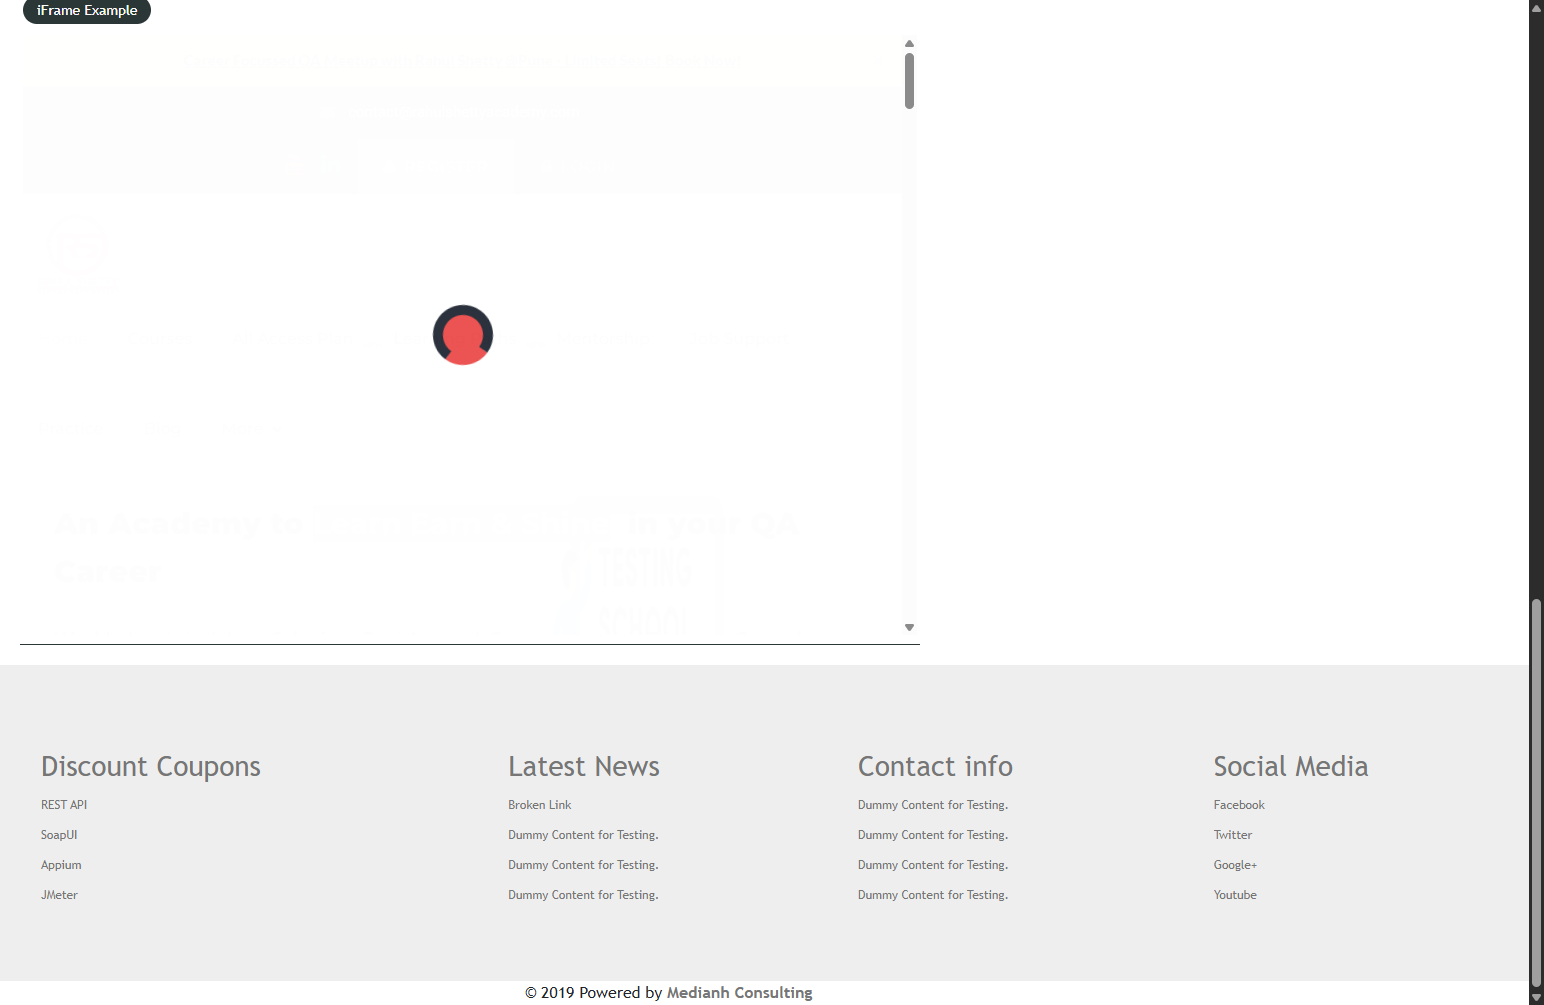 iFrame Example
An Academy to
in your QA
Career
TESTING
SCHOOL
Discount Coupons
REST API
SoapUI
Appium
JMeter
Latest News
Broken Link
Dummy Content for Testing.
Dummy Content for Testing.
Dummy Content for Testing.
Contact info
Dummy Content for Testing.
Dummy Content for Testing.
Dummy Content for Testing.
Dummy Content for Testing.
Social Media
Facebook
Twitter
Google+
Youtube
© 2019 Powered by Medianh Consulting